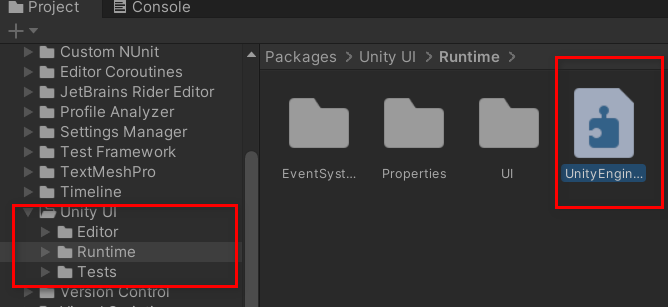 Project
Console
Custom NUnit
Editor Coroutines
JetBrains Rider Editor
Profile Analyzer
Settings Manager
Test Framework
TextMeshPro
Timeline
Unity UI
Editor
Runtime
Tests
Version Control
Packages > Unity UI > Runtime >
EventSyst...
Properties
UI
UnityEngin...